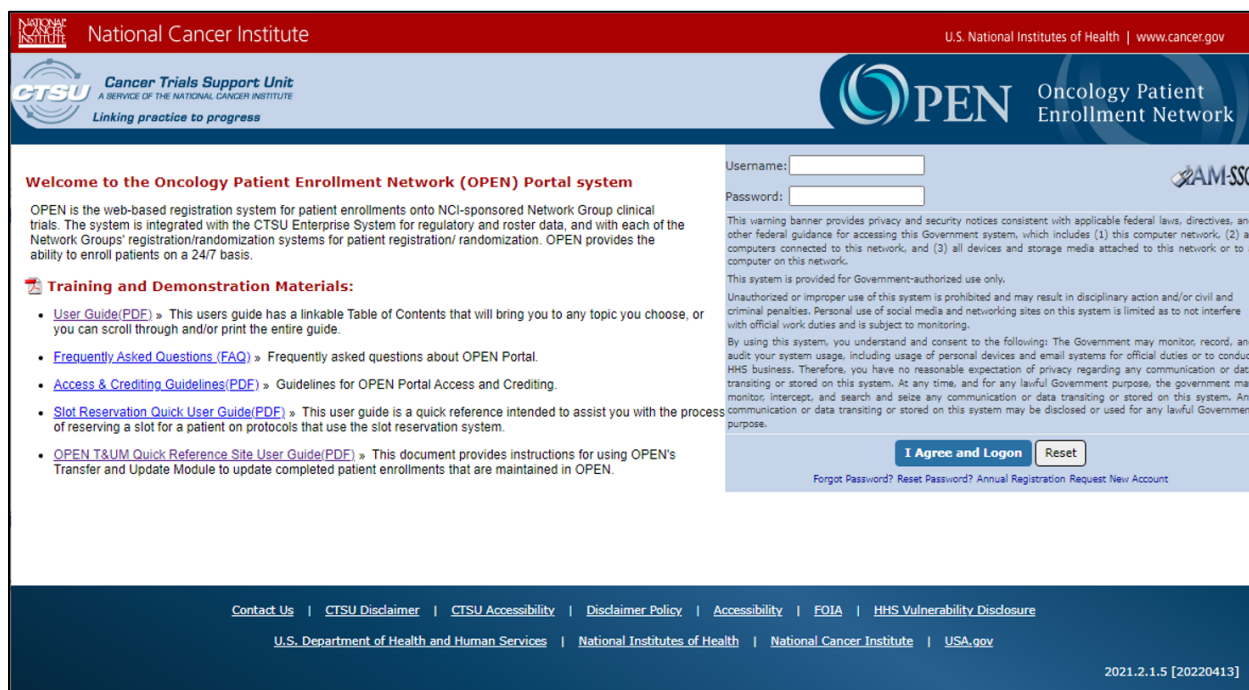 NATIONAL
CANCER
INSTITUTE
National Cancer Institute
U.S. National Institutes of Health | www.cancer.gov
CTSU
Cancer Trials Support Unit
A SERVICE OF THE NATIONAL CANCER INSTITUTE
Linking practice to progress
OPEN
Oncology Patient
Enrollment Network
Welcome to the Oncology Patient Enrollment Network (OPEN) Portal system
OPEN is the web-based registration system for patient enrollments onto NCI-sponsored Network Group clinical
trials. The system is integrated with the CTSU Enterprise System for regulatory and roster data, and with each of the
Network Groups' registration/randomization systems for patient registration/ randomization. OPEN provides the
ability to enroll patients on a 24/7 basis.
Training and Demonstration Materials:
• User Guide(PDF) » This users guide has a linkable Table of Contents that will bring you to any topic you choose, or
you can scroll through and/or print the entire guide.
• Frequently Asked Questions (FAQ) » Frequently asked questions about OPEN Portal.
• Access & Crediting Guidelines(PDF) » Guidelines for OPEN Portal Access and Crediting.
• Slot Reservation Quick User Guide(PDF) » This user guide is a quick reference intended to assist you with the process
of reserving a slot for a patient on protocols that use the slot reservation system.
• OPEN T&UM Quick Reference Site User Guide(PDF) » This document provides instructions for using OPEN's
Transfer and Update Module to update completed patient enrollments that are maintained in OPEN.
Username:
IAM-SSO
Password:
This warning banner provides privacy and security notices consistent with applicable federal laws, directives, an
other federal guidance for accessing this Government system, which includes (1) this computer network, (2) a
computers connected to this network, and (3) all devices and storage media attached to this network or to
computer on this network.
This system is provided for Government-authorized use only.
Unauthorized or improper use of this system is prohibited and may result in disciplinary action and/or civil and
criminal penalties. Personal use of social media and networking sites on this system is limited as to not interfere
with official work duties and is subject to monitoring.
By using this system, you understand and consent to the following: The Government may monitor, record, an
audit your system usage, including usage of personal devices and email systems for official duties or to conduc
HHS business. Therefore, you have no reasonable expectation of privacy regarding any communication or dat
transiting or stored on this system. At any time, and for any lawful Government purpose, the government ma
monitor, intercept, and search and seize any communication or data transiting or stored on this system. An
communication or data transiting or stored on this system may be disclosed or used for any lawful Governmen
purpose.
I Agree and Logon
Reset
Forgot Password? Reset Password? Annual Registration Request New Account
Contact Us | CTSU Disclaimer | CTSU Accessibility | Disclaimer Policy | Accessibility | FOIA | HHS Vulnerability Disclosure
U.S. Department of Health and Human Services | National Institutes of Health | National Cancer Institute | USA.gov
2021.2.1.5 [20220413]